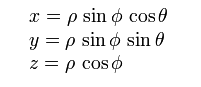 x = ρ sin ϕ cos θ
y = ρ sin ϕ sin θ
z = ρ cos ϕ